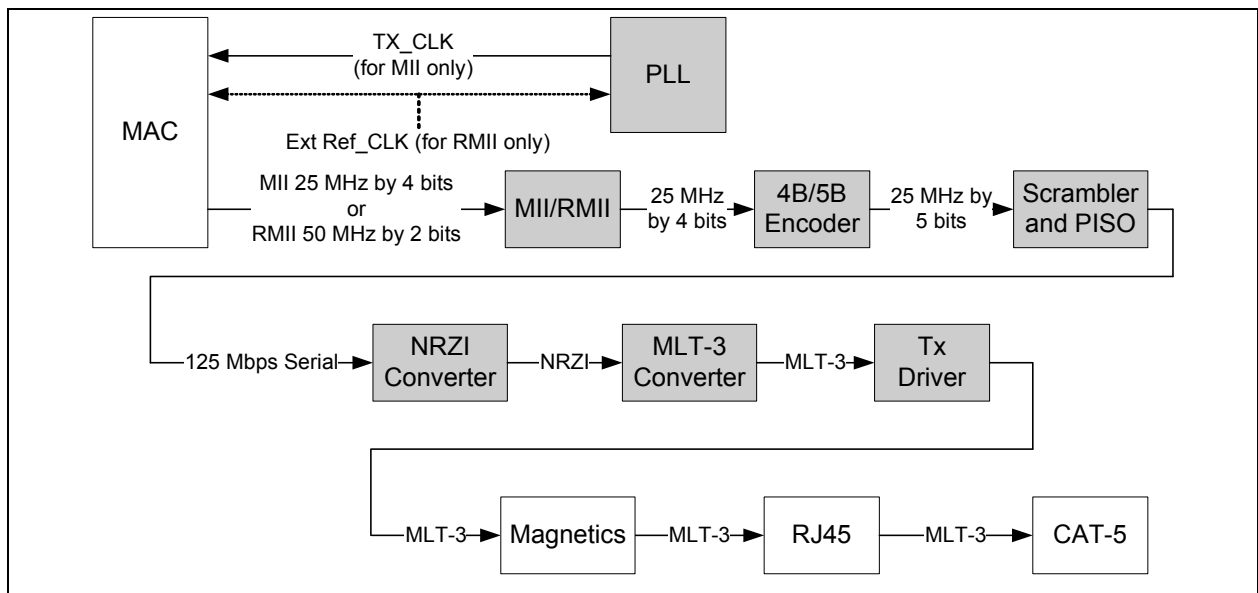 TX_CLK
(for MII only)
PLL
MAC
Ext Ref_CLK (for RMII only)
MII 25 MHz by 4 bits
or
RMII 50 MHz by 2 bits
MII/RMII
25 MHz
by 4 bits
4B/5B
Encoder
25 MHz by
5 bits
Scrambler
and PISO
125 Mbps Serial
NRZI
Converter
NRZI
MLT-3
Converter
MLT-3
Tx
Driver
MLT-3
Magnetics
MLT-3
RJ45
MLT-3
CAT-5